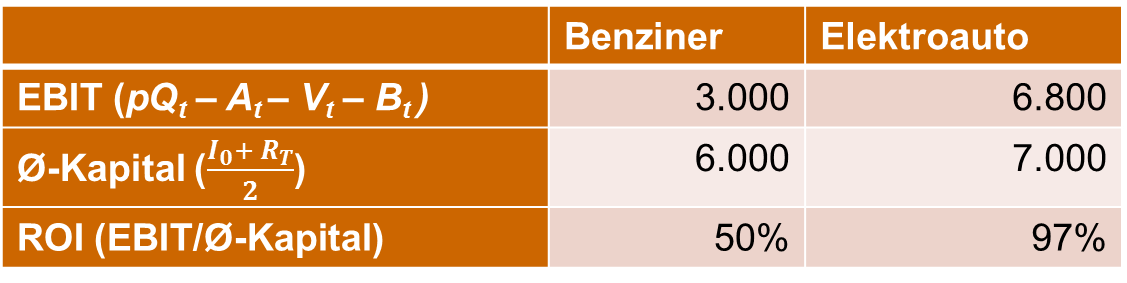 Benziner Elektroauto
EBIT (pQₜ – Aₜ – Vₜ – Bₜ) 3.000 6.800
Ø-Kapital ((I₀ + R_T)/2) 6.000 7.000
ROI (EBIT/Ø-Kapital) 50% 97%